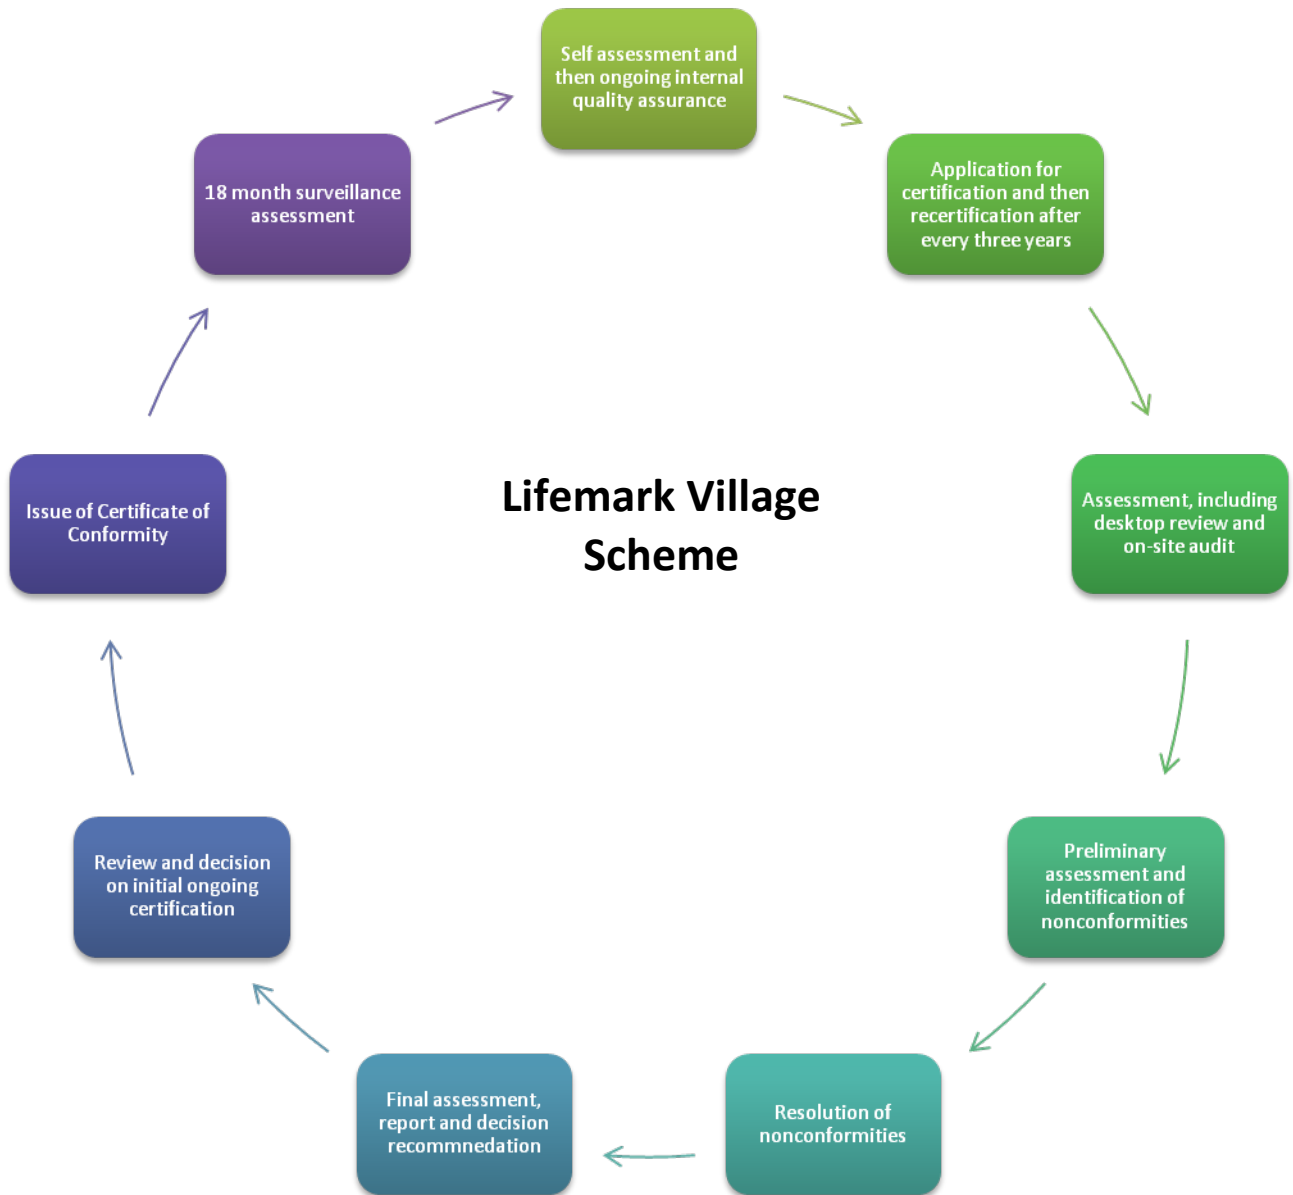 Self assessment and
then ongoing internal
quality assurance
Application for
certification and then
recertification after
every three years
Assessment, including
desktop review and
on-site audit
Preliminary
assessment and
identification of
nonconformities
Resolution of
nonconformities
Final assessment,
report and decision
recommnedation
Review and decision
on initial ongoing
certification
Issue of Certificate of
Conformity
18 month surveillance
assessment
Lifemark Village
Scheme